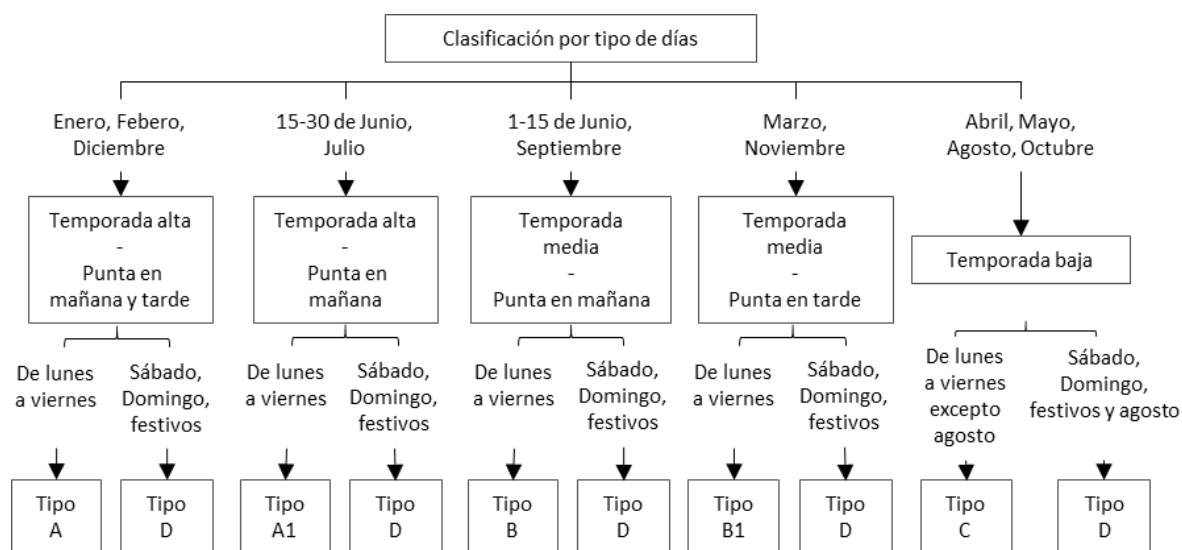 Clasificación por tipo de días
Enero, Febero,
Diciembre
15-30 de Junio,
Julio
1-15 de Junio,
Septiembre
Marzo,
Noviembre
Abril, Mayo,
Agosto, Octubre
Temporada alta
-
Punta en
mañana y tarde
Temporada alta
-
Punta en
mañana
Temporada
media
-
Punta en mañana
Temporada
media
-
Punta en tarde
Temporada baja
De lunes
a viernes
Sábado,
Domingo,
festivos
De lunes
a viernes
Sábado,
Domingo,
festivos
De lunes
a viernes
Sábado,
Domingo,
festivos
De lunes
a viernes
Sábado,
Domingo,
festivos
De lunes
a viernes
excepto
agosto
Sábado,
Domingo,
festivos y agosto
Tipo
A
Tipo
D
Tipo
A1
Tipo
D
Tipo
B
Tipo
D
Tipo
B1
Tipo
D
Tipo
C
Tipo
D